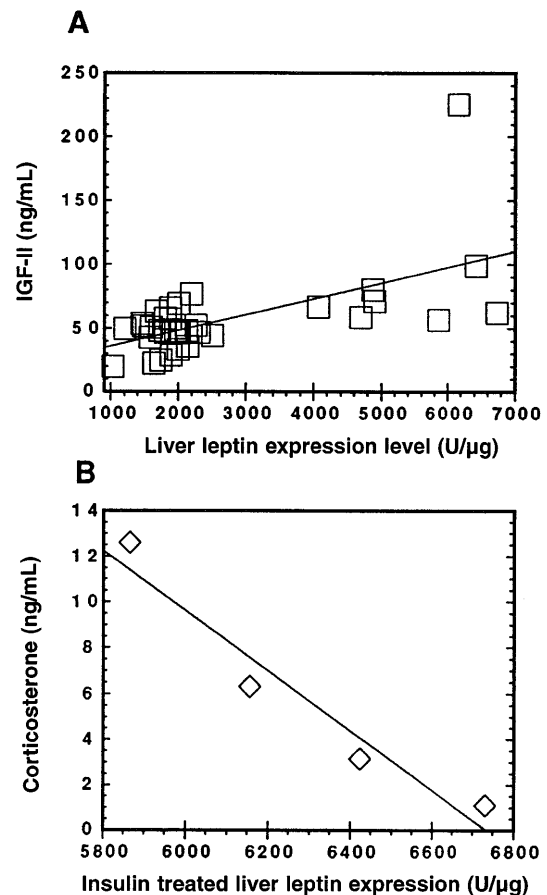 A
250
200
150
100
50
0
IGF-II (ng/mL)
1000 2000 3000 4000 5000 6000 7000
Liver leptin expression level (U/µg)
B
14
12
10
8
6
4
2
0
Corticosterone (ng/mL)
5800 6000 6200 6400 6600 6800
Insulin treated liver leptin expression (U/µg)